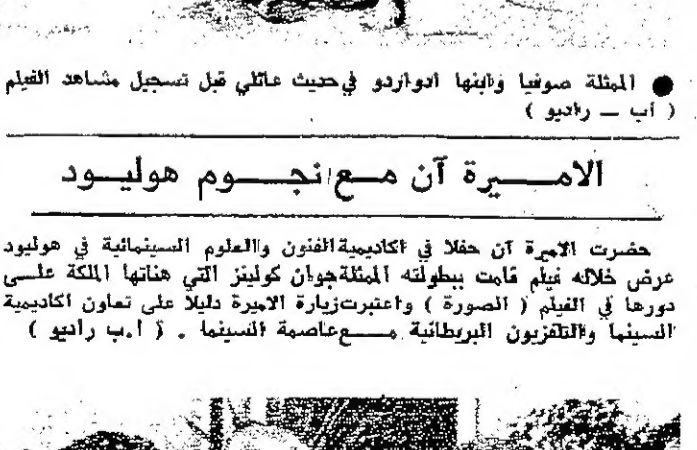 ● الممثلة صوفيا وابنها ادواردو في حديث عائلي قبل تسجيل مشاهد الفيلم
( أب — راديو )
الاميرة آن مع نجوم هوليود
حضرت الاميرة آن حفلا في اكاديمية الفنون والعلوم السينمائية في هوليود
عرض خلاله فيلم قامت ببطولته الممثلة جوان كولينز التي هناتها الملكة على
دورها في الفيلم ( الصورة ) واعتبرت زيارة الاميرة دليلا على تعاون اكاديمية
السينما والتلفزيون البريطانية مع عاصمة السينما . ( أ.ب راديو )